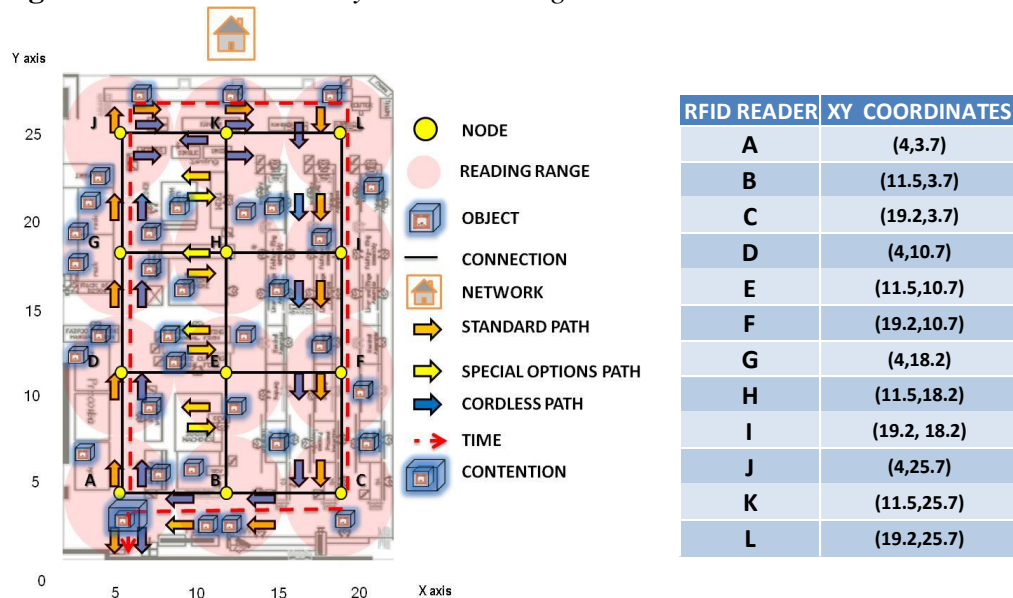 Y axis
J
K
L
25
20
G
H
I
15
D
E
F
10
A
B
C
5
0
5
10
15
20
X axis
NODE
READING RANGE
OBJECT
CONNECTION
NETWORK
STANDARD PATH
SPECIAL OPTIONS PATH
CORDLESS PATH
TIME
CONTENTION
RFID READER XY COORDINATES
A (4,3.7)
B (11.5,3.7)
C (19.2,3.7)
D (4,10.7)
E (11.5,10.7)
F (19.2,10.7)
G (4,18.2)
H (11.5,18.2)
I (19.2, 18.2)
J (4,25.7)
K (11.5,25.7)
L (19.2,25.7)